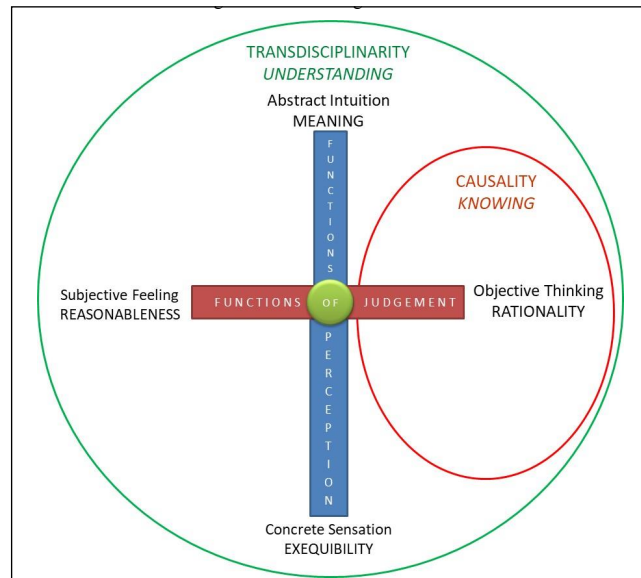 TRANSDISCIPLINARITY
UNDERSTANDING
Abstract Intuition
MEANING
CAUSALITY
KNOWING
Subjective Feeling
REASONABLENESS
FUNCTIONS OF JUDGEMENT
Objective Thinking
RATIONALITY
FUNCTIONS OF PERCEPTION
Concrete Sensation
EXEQUIBILITY